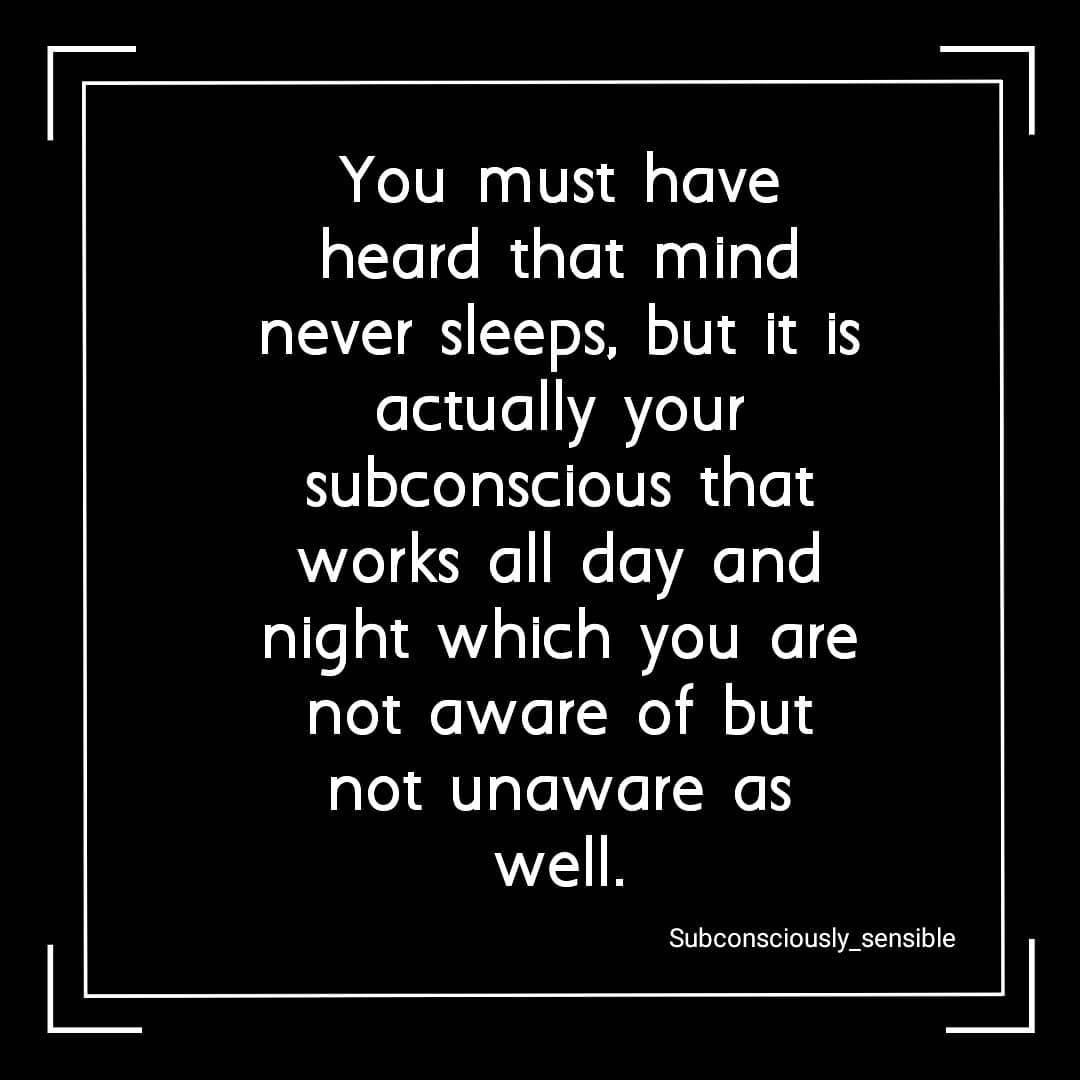 You must have
heard that mind
never sleeps, but it is
actually your
subconscious that
works all day and
night which you are
not aware of but
not unaware as
well.
Subconsciously_sensible